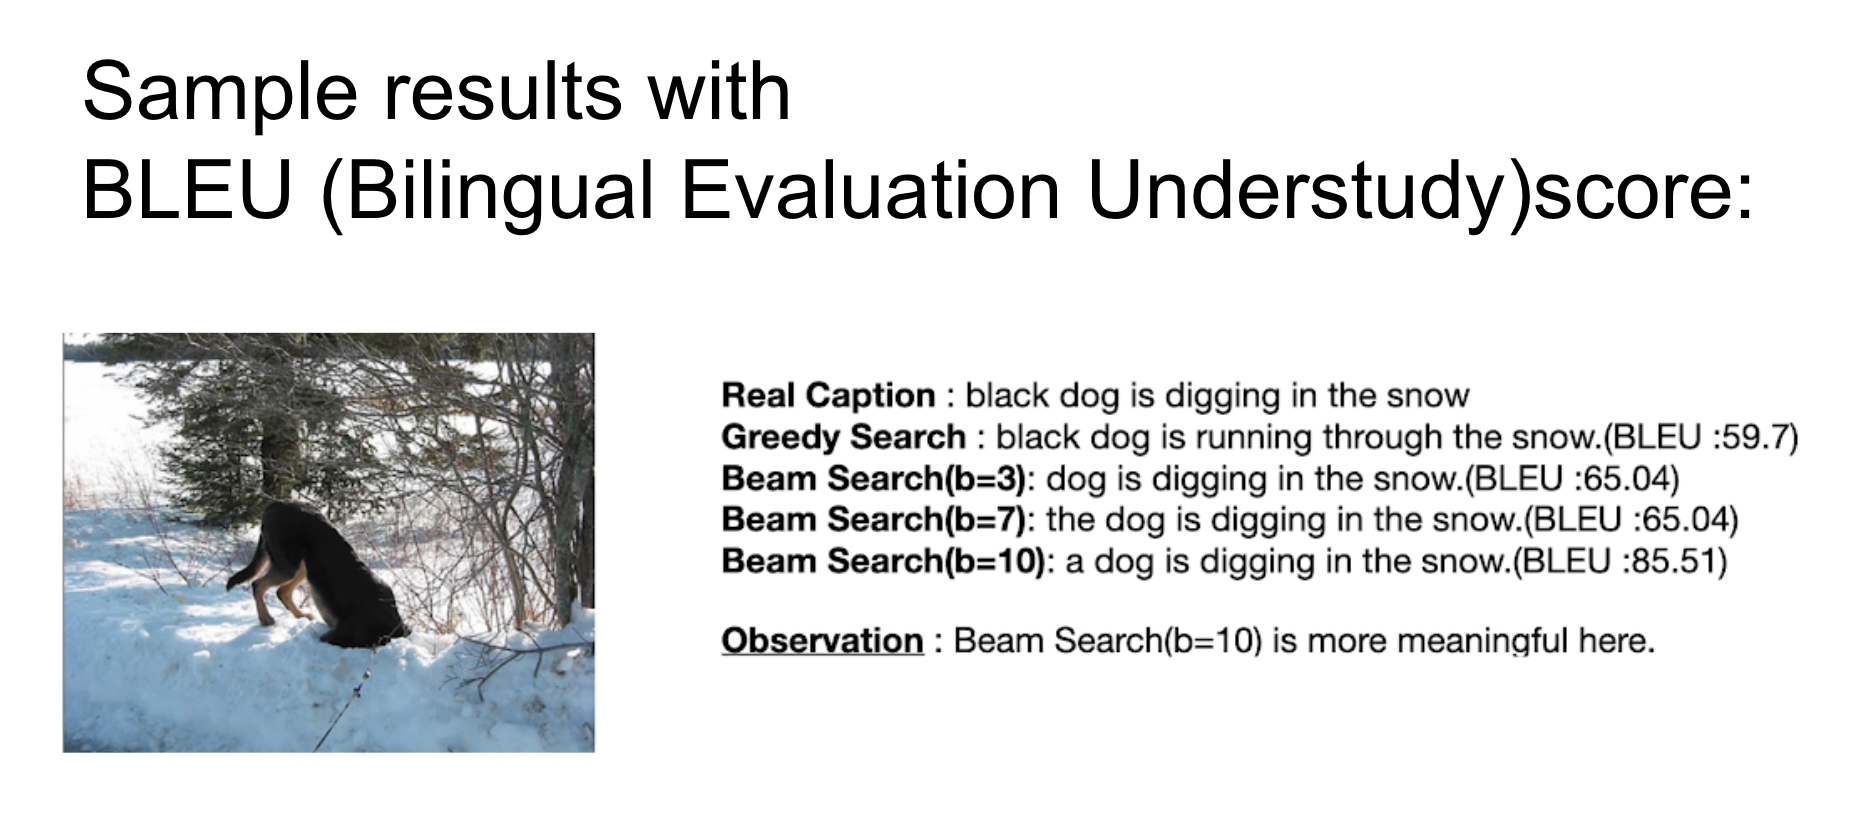 Sample results with
BLEU (Bilingual Evaluation Understudy)score:
Real Caption : black dog is digging in the snow
Greedy Search : black dog is running through the snow.(BLEU :59.7)
Beam Search(b=3): dog is digging in the snow.(BLEU :65.04)
Beam Search(b=7): the dog is digging in the snow.(BLEU :65.04)
Beam Search(b=10): a dog is digging in the snow.(BLEU :85.51)
Observation : Beam Search(b=10) is more meaningful here.